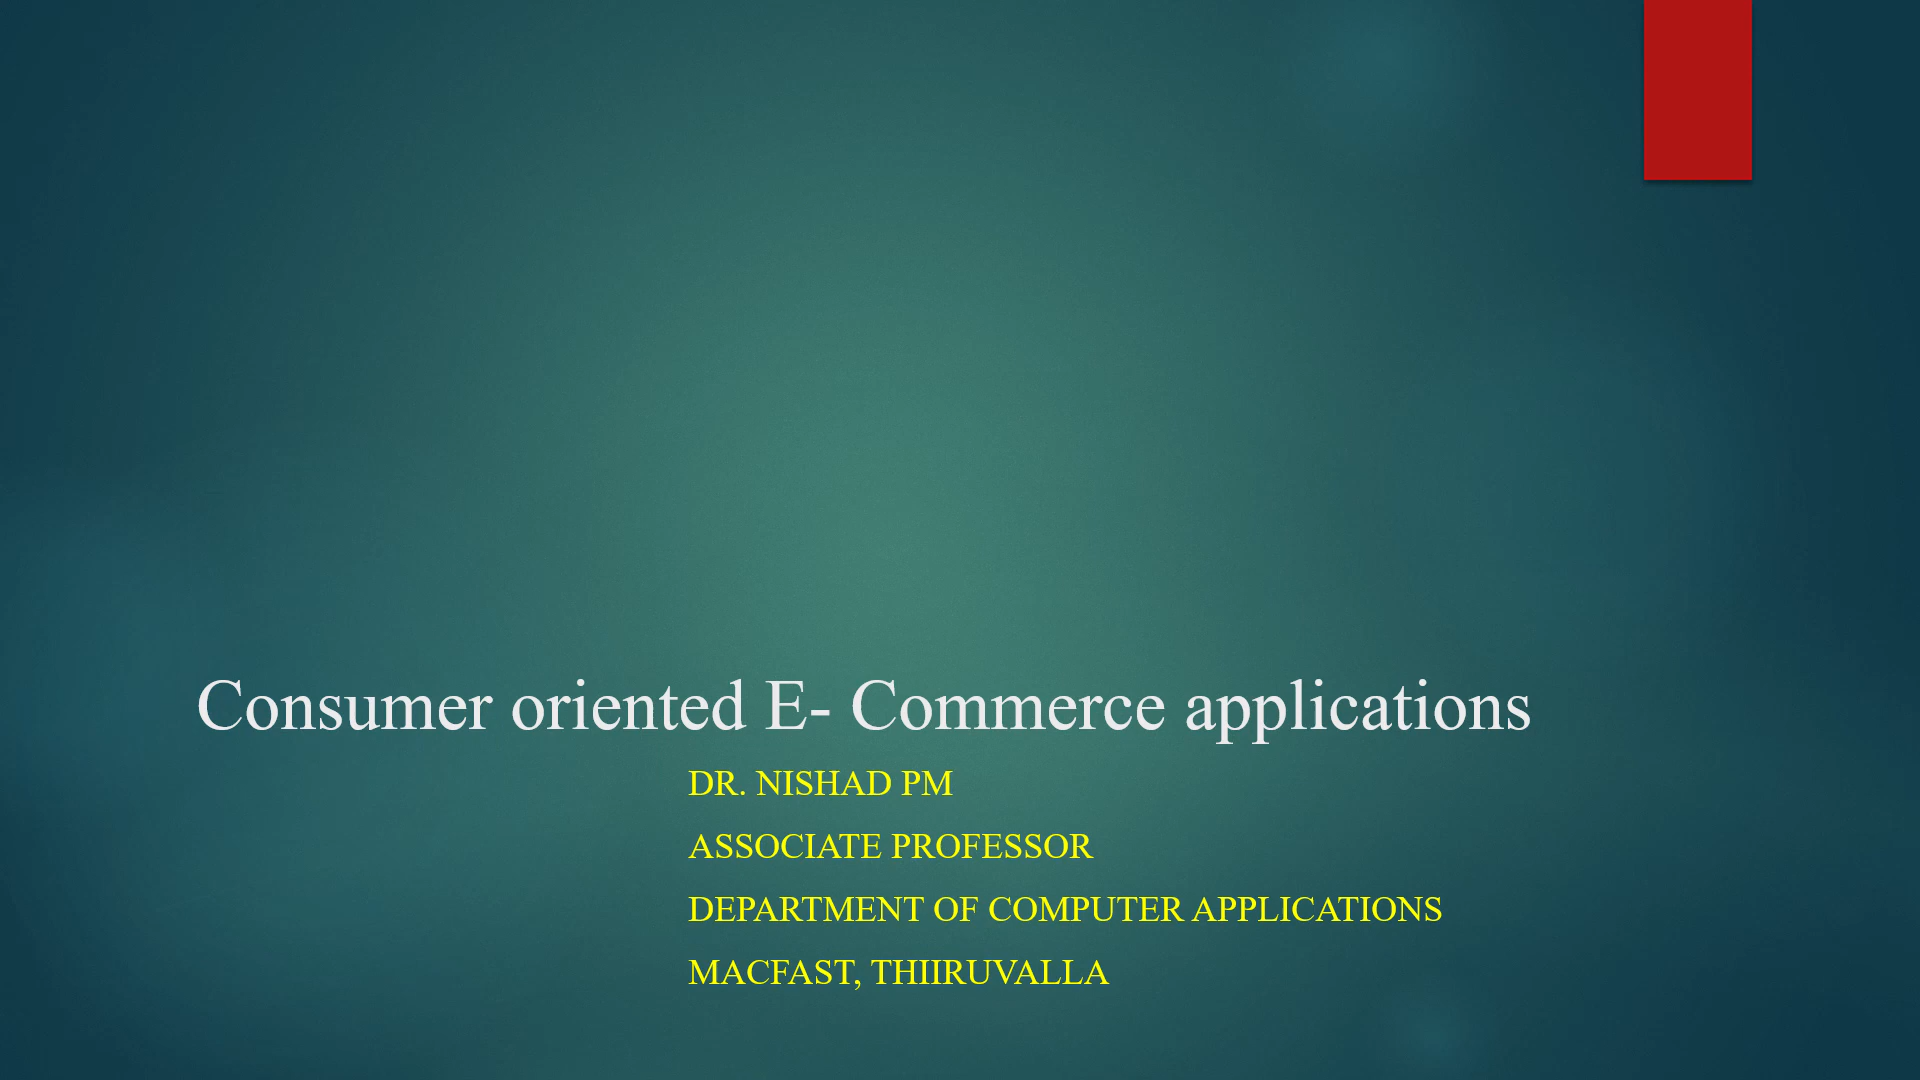 Consumer oriented E- Commerce applications
DR. NISHAD PM
ASSOCIATE PROFESSOR
DEPARTMENT OF COMPUTER APPLICATIONS
MACFAST, THIIRUVALLA